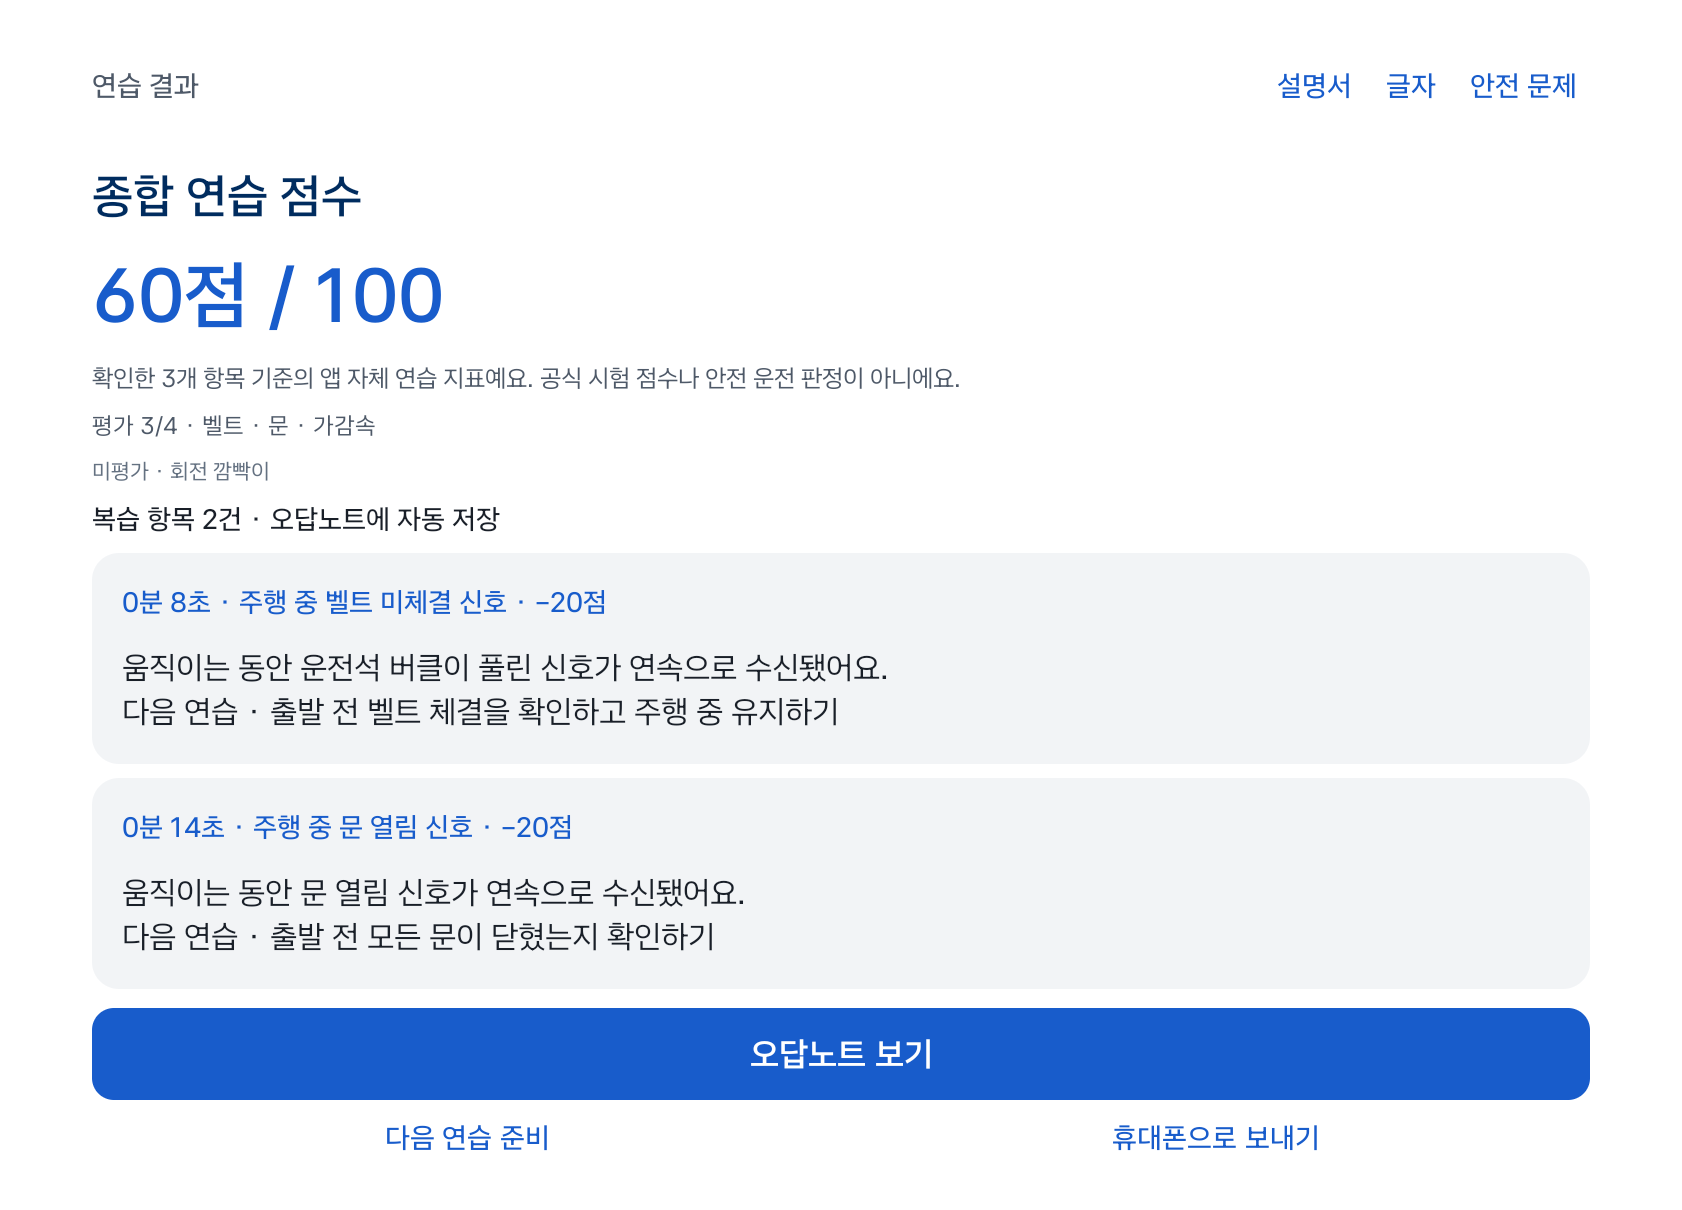 연습 결과
설명서 글자 안전 문제
종합 연습 점수
60점 / 100
확인한 3개 항목 기준의 앱 자체 연습 지표예요. 공식 시험 점수나 안전 운전 판정이 아니에요.
평가 3/4 · 벨트 · 문 · 가감속
미평가 · 회전 깜빡이
복습 항목 2건 · 오답노트에 자동 저장
0분 8초 · 주행 중 벨트 미체결 신호 · −20점
움직이는 동안 운전석 버클이 풀린 신호가 연속으로 수신됐어요.
다음 연습 · 출발 전 벨트 체결을 확인하고 주행 중 유지하기
0분 14초 · 주행 중 문 열림 신호 · −20점
움직이는 동안 문 열림 신호가 연속으로 수신됐어요.
다음 연습 · 출발 전 모든 문이 닫혔는지 확인하기
오답노트 보기
다음 연습 준비
휴대폰으로 보내기